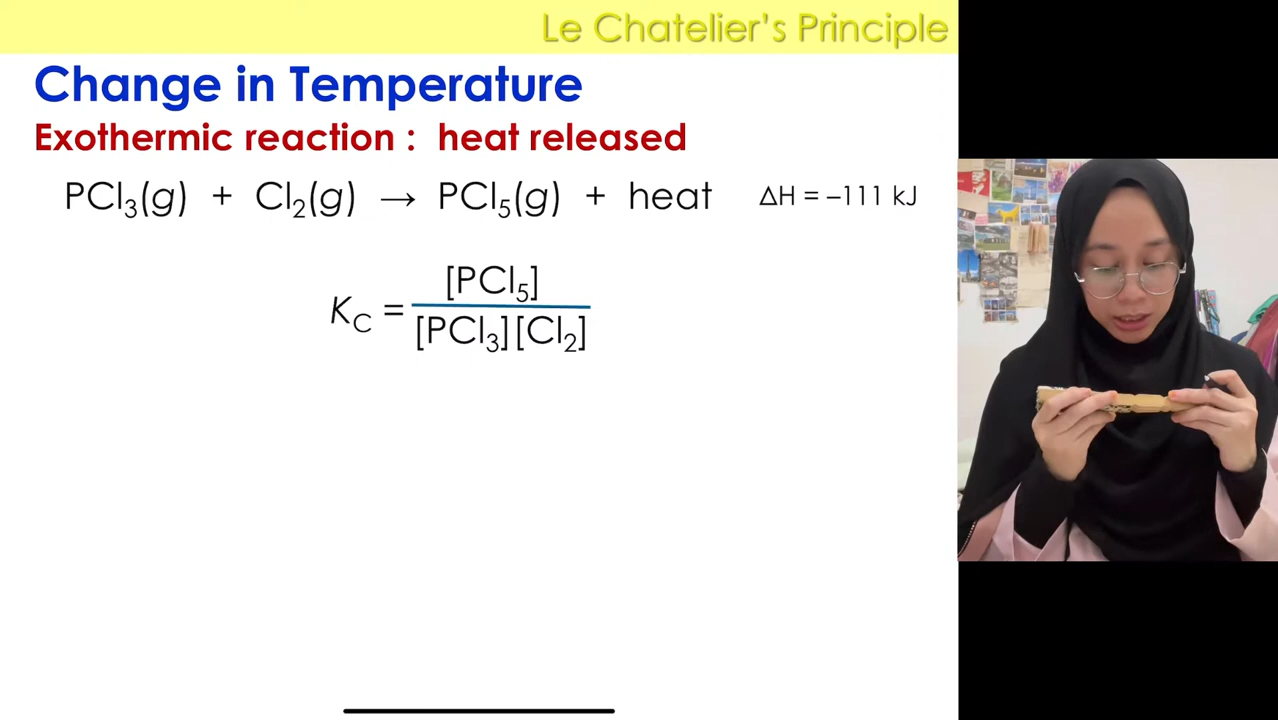 Le Chatelier's Principle
Change in Temperature
Exothermic reaction : heat released
PCl₃(g) + Cl₂(g) → PCl₅(g) + heat ΔH = –111 kJ
K_C = [PCl₅] / [PCl₃][Cl₂]